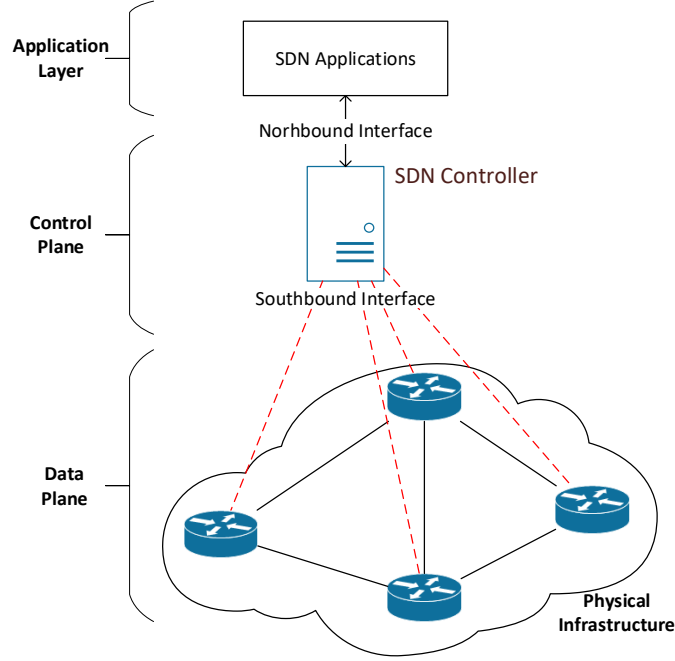 Application
Layer
SDN Applications
Norhbound Interface
SDN Controller
Control
Plane
Southbound Interface
Data
Plane
Physical
Infrastructure